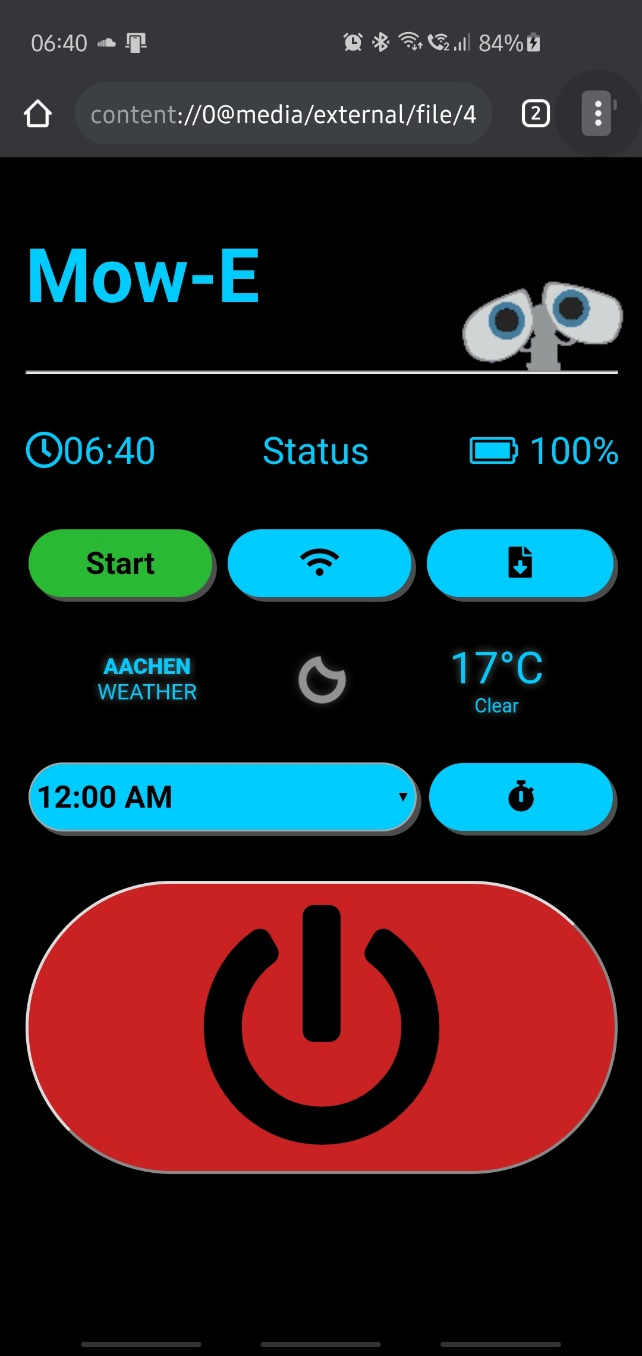 06:40 84%
content://0@media/external/file/4 2
Mow-E
06:40 Status 100%
Start
AACHEN 17°C
WEATHER Clear
12:00 AM